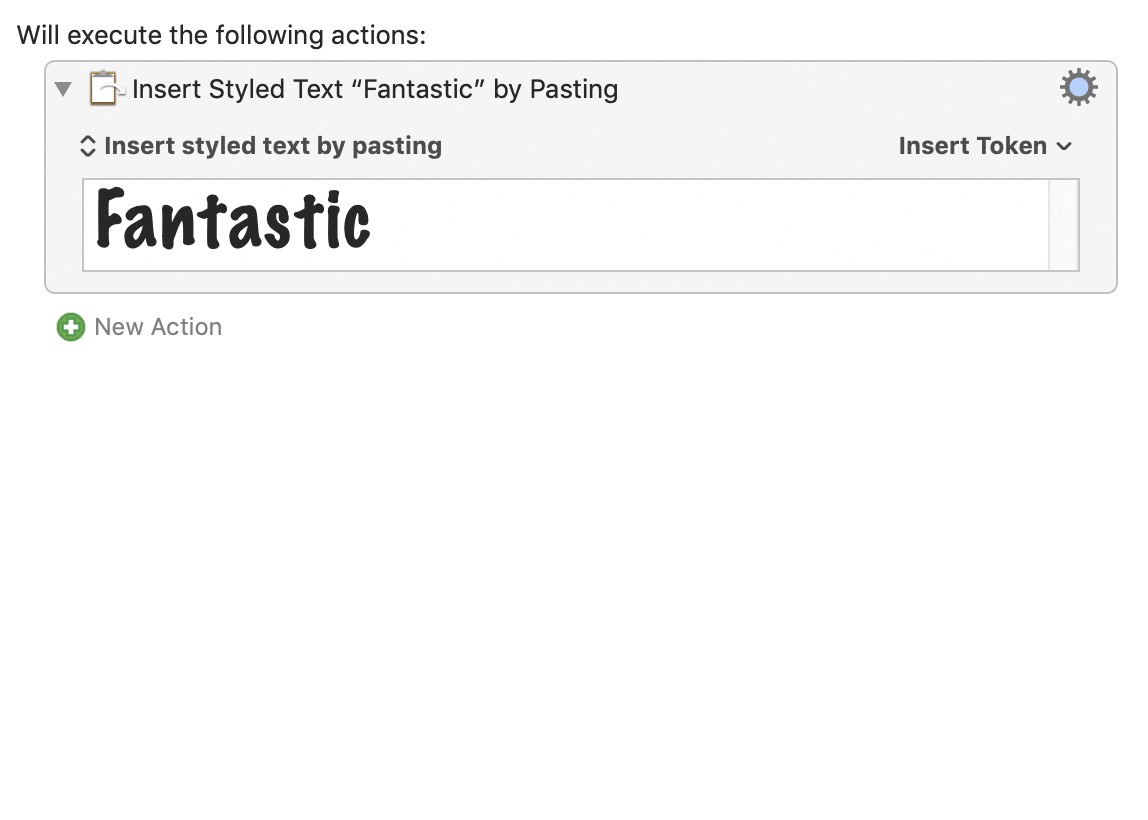 Will execute the following actions:
Insert Styled Text “Fantastic” by Pasting
Insert styled text by pasting
Insert Token
Fantastic
New Action